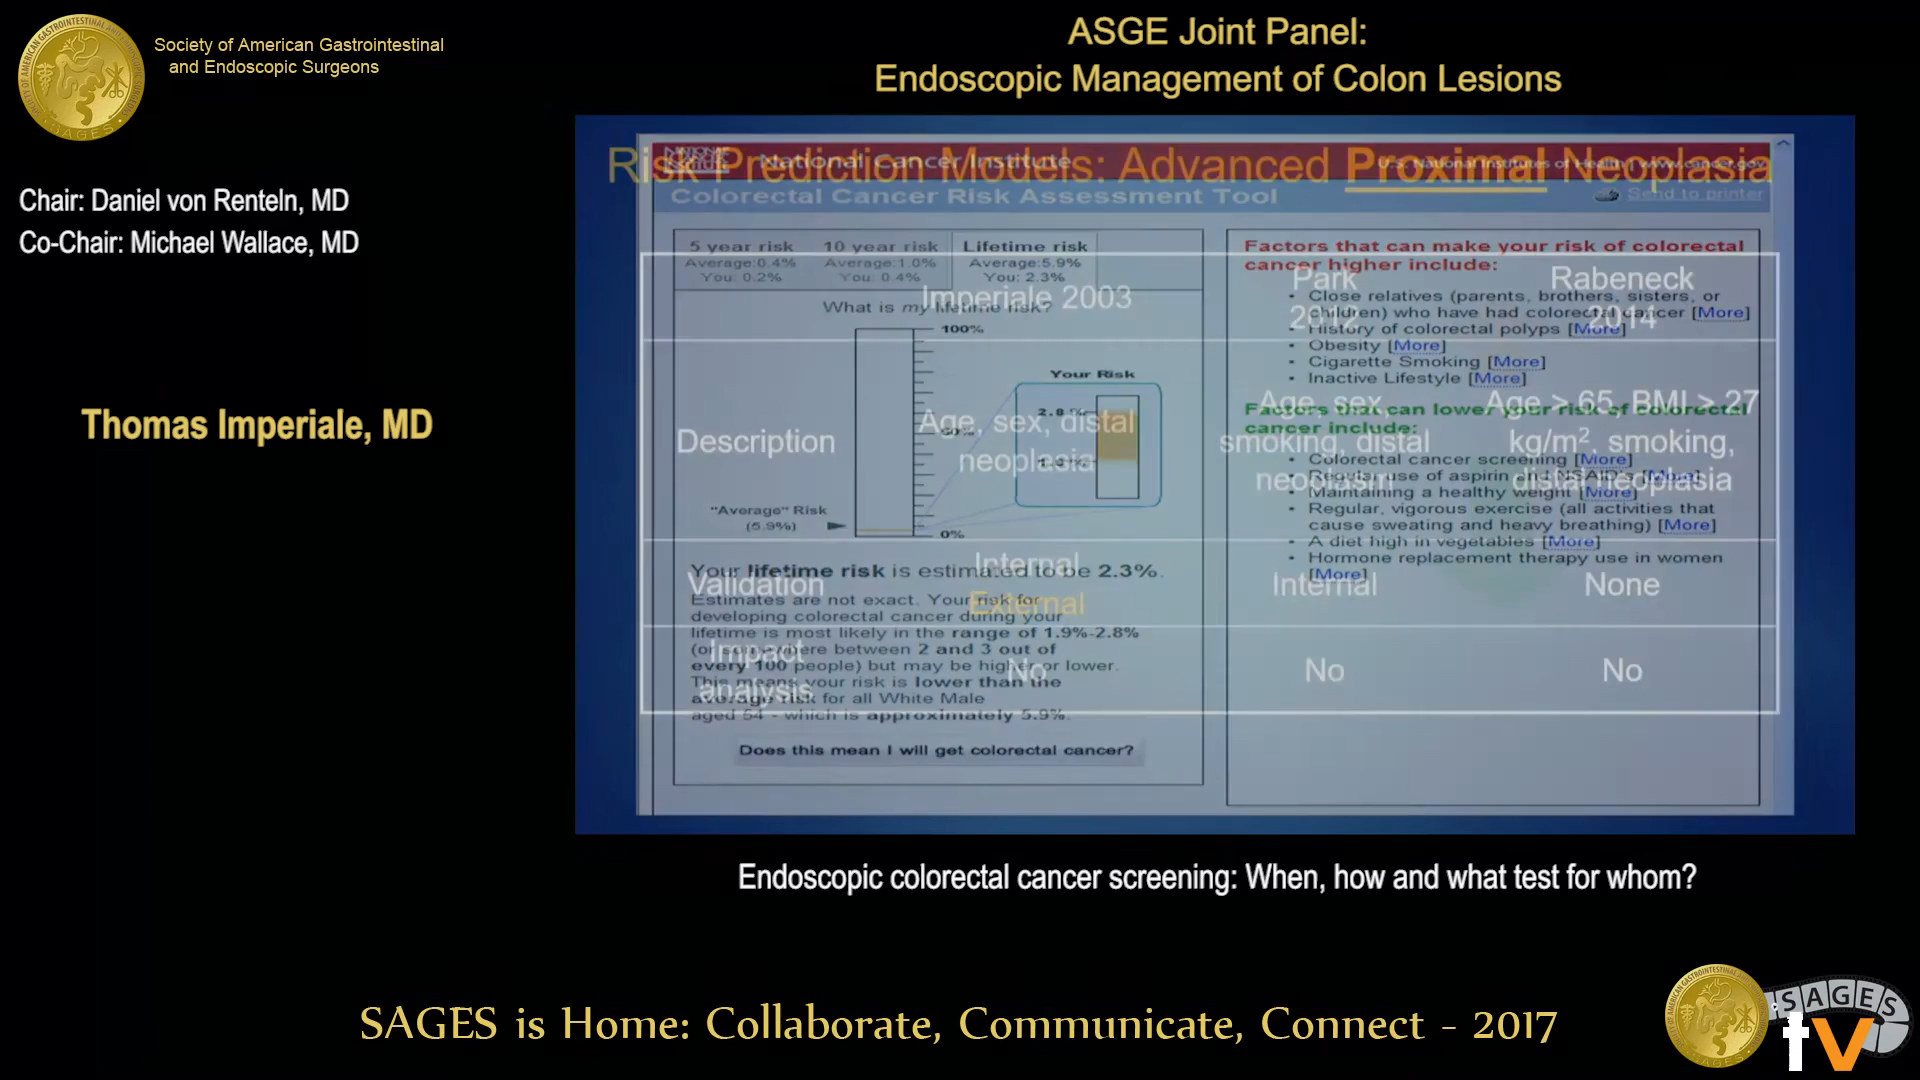 Society of American Gastrointestinal
and Endoscopic Surgeons
ASGE Joint Panel:
Endoscopic Management of Colon Lesions
Chair: Daniel von Renteln, MD
Co-Chair: Michael Wallace, MD
Thomas Imperiale, MD
Risk Prediction Models: Advanced Proximal Neoplasia
National Cancer Institute
U.S. National Institutes of Health | www.cancer.gov
Colorectal Cancer Risk Assessment Tool
Send to printer
5 year risk
Average:0.4%
You: 0.2%
10 year risk
Average:1.0%
You: 0.4%
Lifetime risk
Average:5.9%
You: 2.3%
What is my lifetime risk?
100%
Your Risk
2.8%
"Average" Risk
(5.9%)
0%
Your lifetime risk is estimated to be 2.3%.
Estimates are not exact. Your risk for
developing colorectal cancer during your
lifetime is most likely in the range of 1.9%-2.8%
(or somewhere between 2 and 3 out of
every 100 people) but may be higher or lower.
This means your risk is lower than the
average risk for all White Male
aged 54 - which is approximately 5.9%.
Does this mean I will get colorectal cancer?
Factors that can make your risk of colorectal
cancer higher include:
• Close relatives (parents, brothers, sisters, or
children) who have had colorectal cancer [More]
• History of colorectal polyps [More]
• Obesity [More]
• Cigarette Smoking [More]
• Inactive Lifestyle [More]
Factors that can lower your risk of colorectal
cancer include:
• Colorectal cancer screening [More]
• Regular use of aspirin and NSAID's [More]
• Maintaining a healthy weight [More]
• Regular, vigorous exercise (all activities that
cause sweating and heavy breathing) [More]
• A diet high in vegetables [More]
• Hormone replacement therapy use in women
[More]
Imperiale 2003
Park
2012
Rabeneck
2014
Description
Age, sex, distal
neoplasia
Age, sex,
smoking, distal
neoplasm
Age > 65, BMI > 27
kg/m², smoking,
distal neoplasia
Validation
Internal
External
Internal
None
Impact
analysis
No
No
No
Endoscopic colorectal cancer screening: When, how and what test for whom?
SAGES is Home: Collaborate, Communicate, Connect - 2017
SAGES
tv